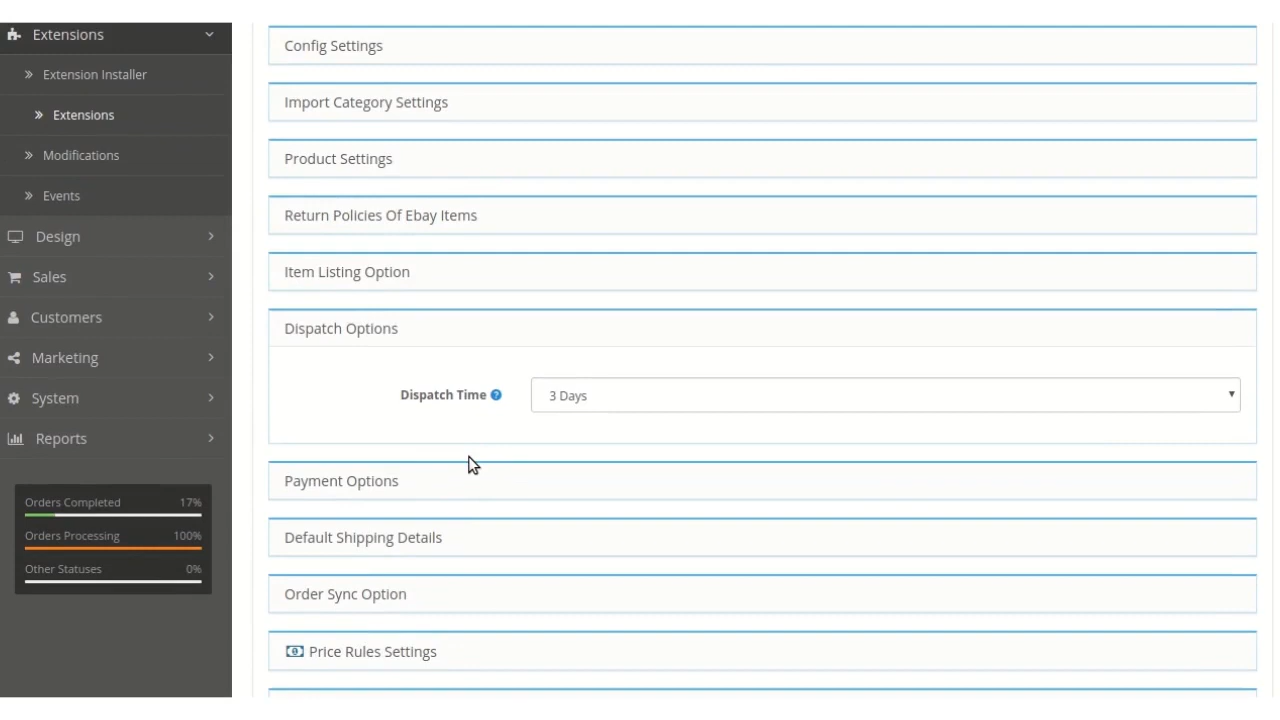 Extensions
Extension Installer
Extensions
Modifications
Events
Design
Sales
Customers
Marketing
System
Reports
Orders Completed 17%
Orders Processing 100%
Other Statuses 0%
Config Settings
Import Category Settings
Product Settings
Return Policies Of Ebay Items
Item Listing Option
Dispatch Options
Dispatch Time 3 Days
Payment Options
Default Shipping Details
Order Sync Option
Price Rules Settings